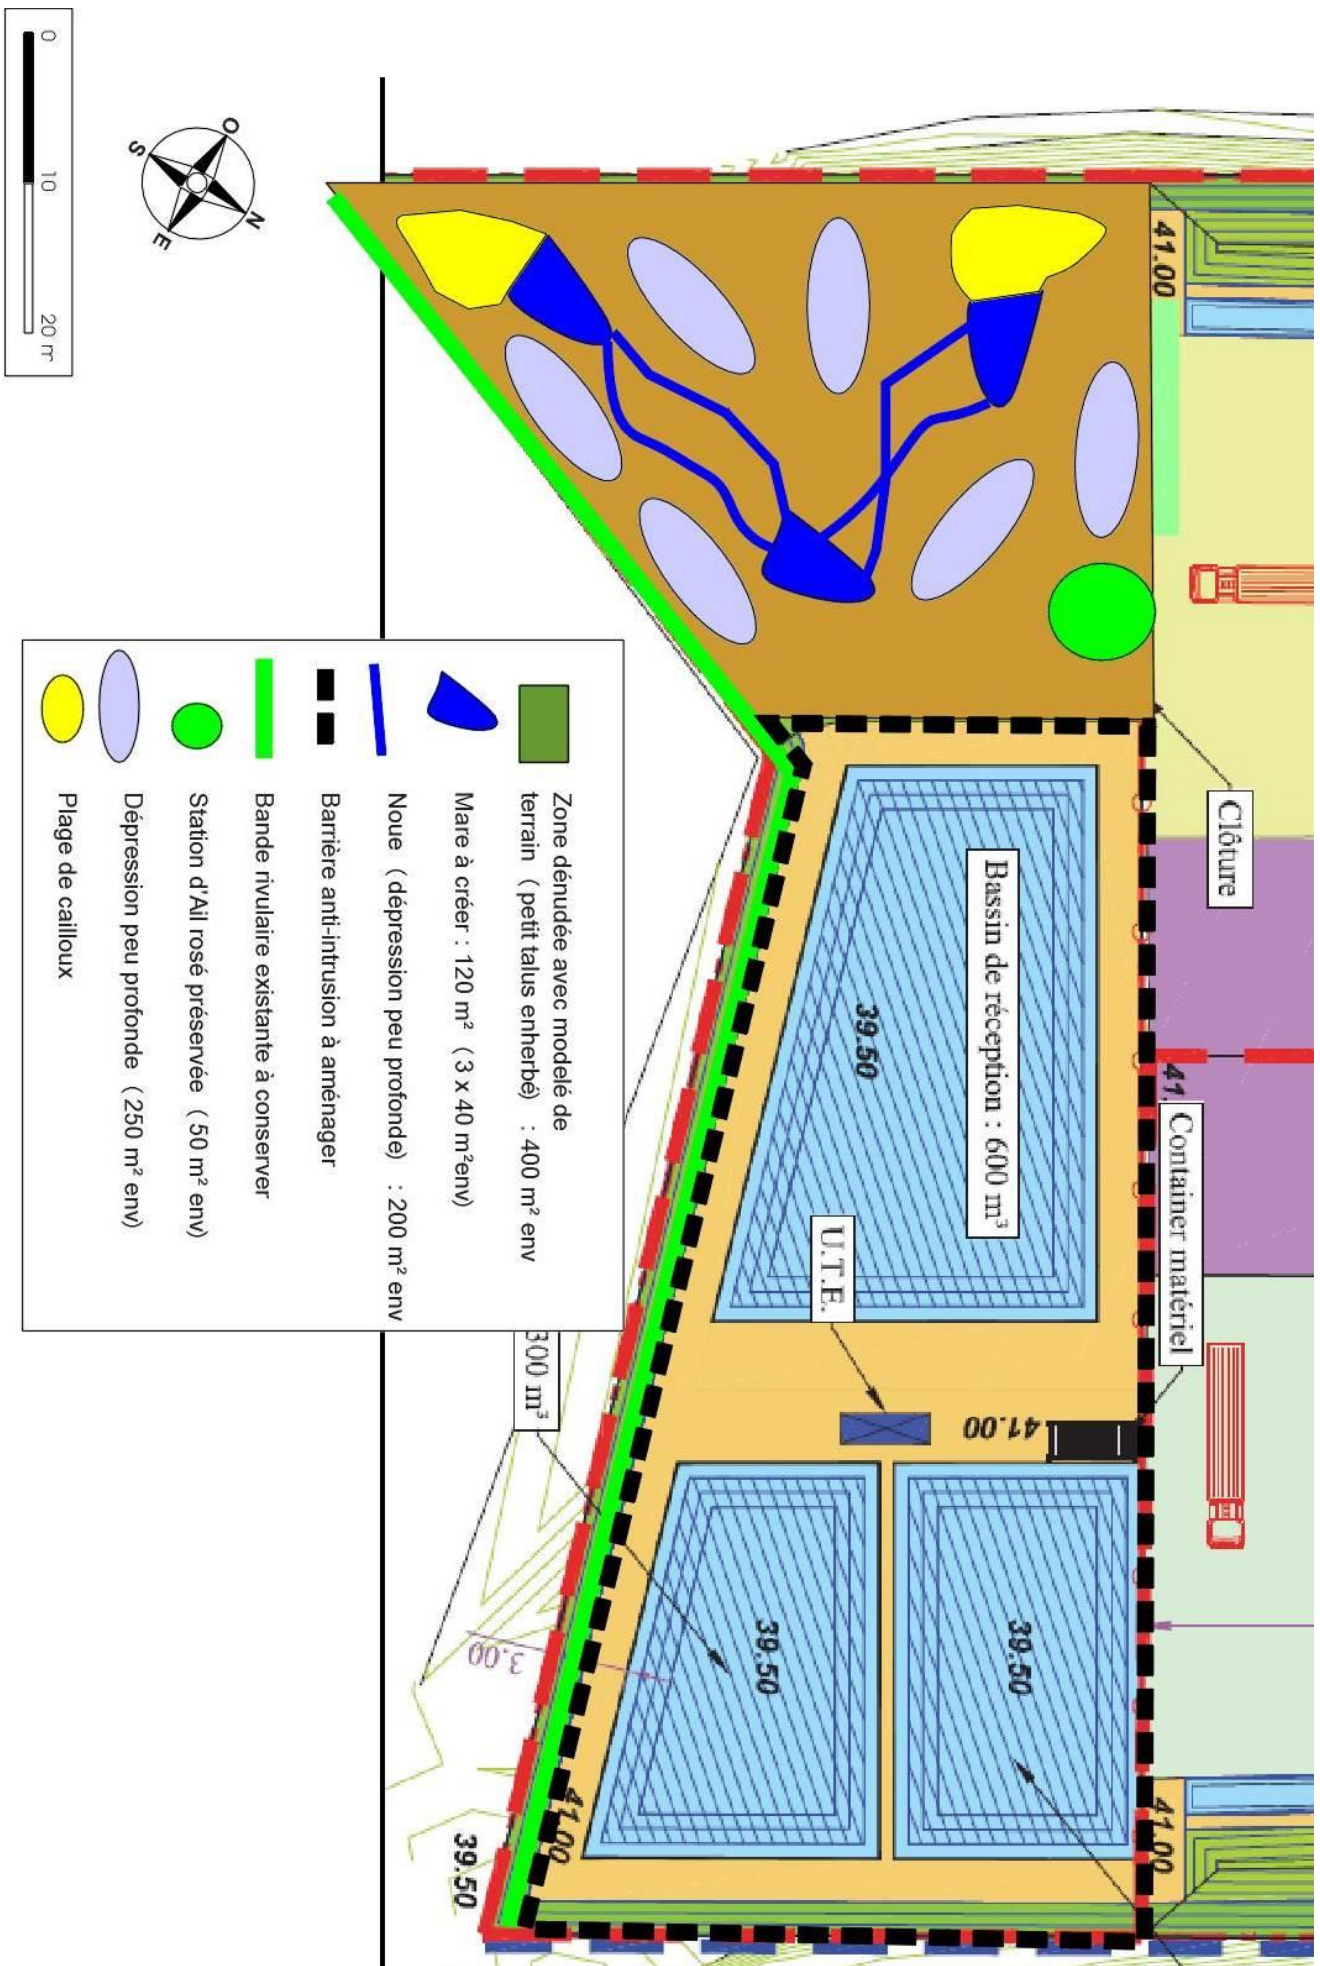 0
10
20 m
O
N
S
E
41.00
Clôture
Bassin de réception : 600 m³
39.50
41.
Container matériel
U.T.E.
41.00
300 m³
39.50
39.50
3.00
41.00
41.00
39.50
Zone dénudée avec modelé de
terrain (petit talus enherbé) : 400 m² env
Mare à créer : 120 m² (3 x 40 m²env)
Noue (dépression peu profonde) : 200 m² env
Barrière anti-intrusion à aménager
Bande rivulaire existante à conserver
Station d'Ail rosé préservée (50 m² env)
Dépression peu profonde (250 m² env)
Plage de cailloux